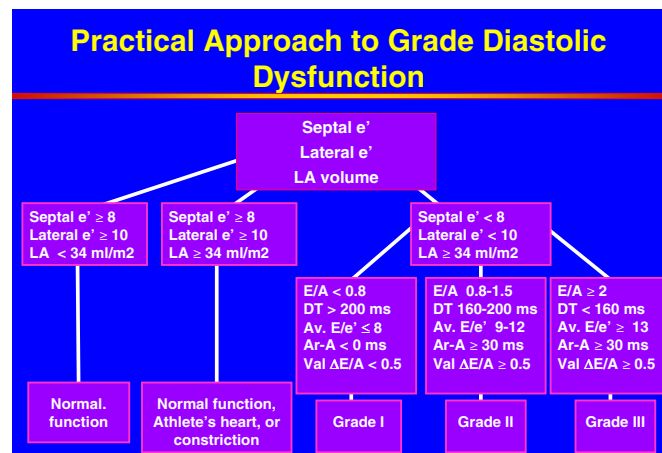 Practical Approach to Grade Diastolic
Dysfunction
Septal e'
Lateral e'
LA volume
Septal e' ≥ 8
Lateral e' ≥ 10
LA < 34 ml/m2
Septal e' ≥ 8
Lateral e' ≥ 10
LA ≥ 34 ml/m2
Septal e' < 8
Lateral e' < 10
LA ≥ 34 ml/m2
E/A < 0.8
DT > 200 ms
Av. E/e' ≤ 8
Ar-A < 0 ms
Val ΔE/A < 0.5
E/A 0.8-1.5
DT 160-200 ms
Av. E/e' 9-12
Ar-A ≥ 30 ms
Val ΔE/A ≥ 0.5
E/A ≥ 2
DT < 160 ms
Av. E/e' ≥ 13
Ar-A ≥ 30 ms
Val ΔE/A ≥ 0.5
Normal.
function
Normal function,
Athlete's heart, or
constriction
Grade I
Grade II
Grade III